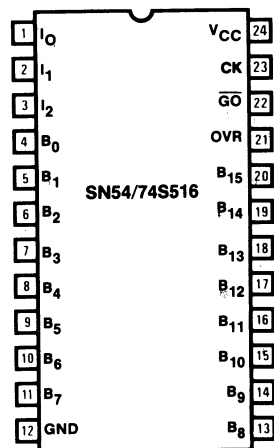 1 I₀ V_CC 24
2 I₁ CK 23
3 I₂ G̅O̅ 22
4 B₀ OVR 21
5 B₁ B₁₅ 20
SN54/74S516
6 B₂ B₁₄ 19
7 B₃ B₁₃ 18
8 B₄ B₁₂ 17
9 B₅ B₁₁ 16
10 B₆ B₁₀ 15
11 B₇ B₉ 14
12 GND B₈ 13